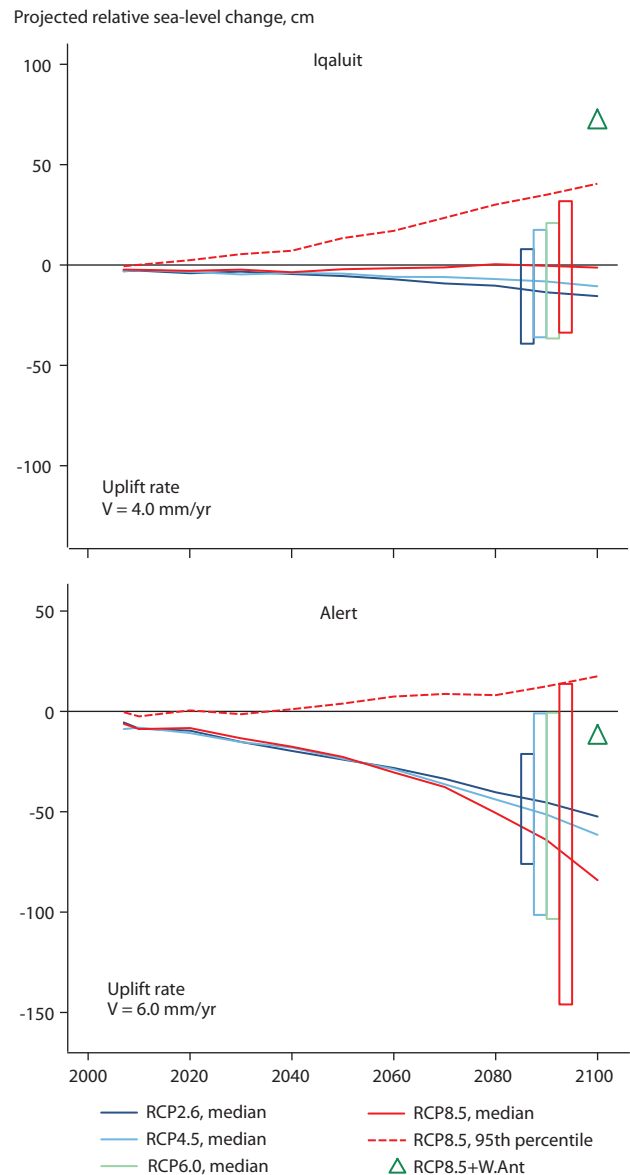 Projected relative sea-level change, cm
Iqaluit
100
50
0
-50
-100
Uplift rate
V = 4.0 mm/yr
Alert
50
0
-50
-100
-150
Uplift rate
V = 6.0 mm/yr
2000 2020 2040 2060 2080 2100
RCP2.6, median
RCP4.5, median
RCP6.0, median
RCP8.5, median
RCP8.5, 95th percentile
RCP8.5+W.Ant